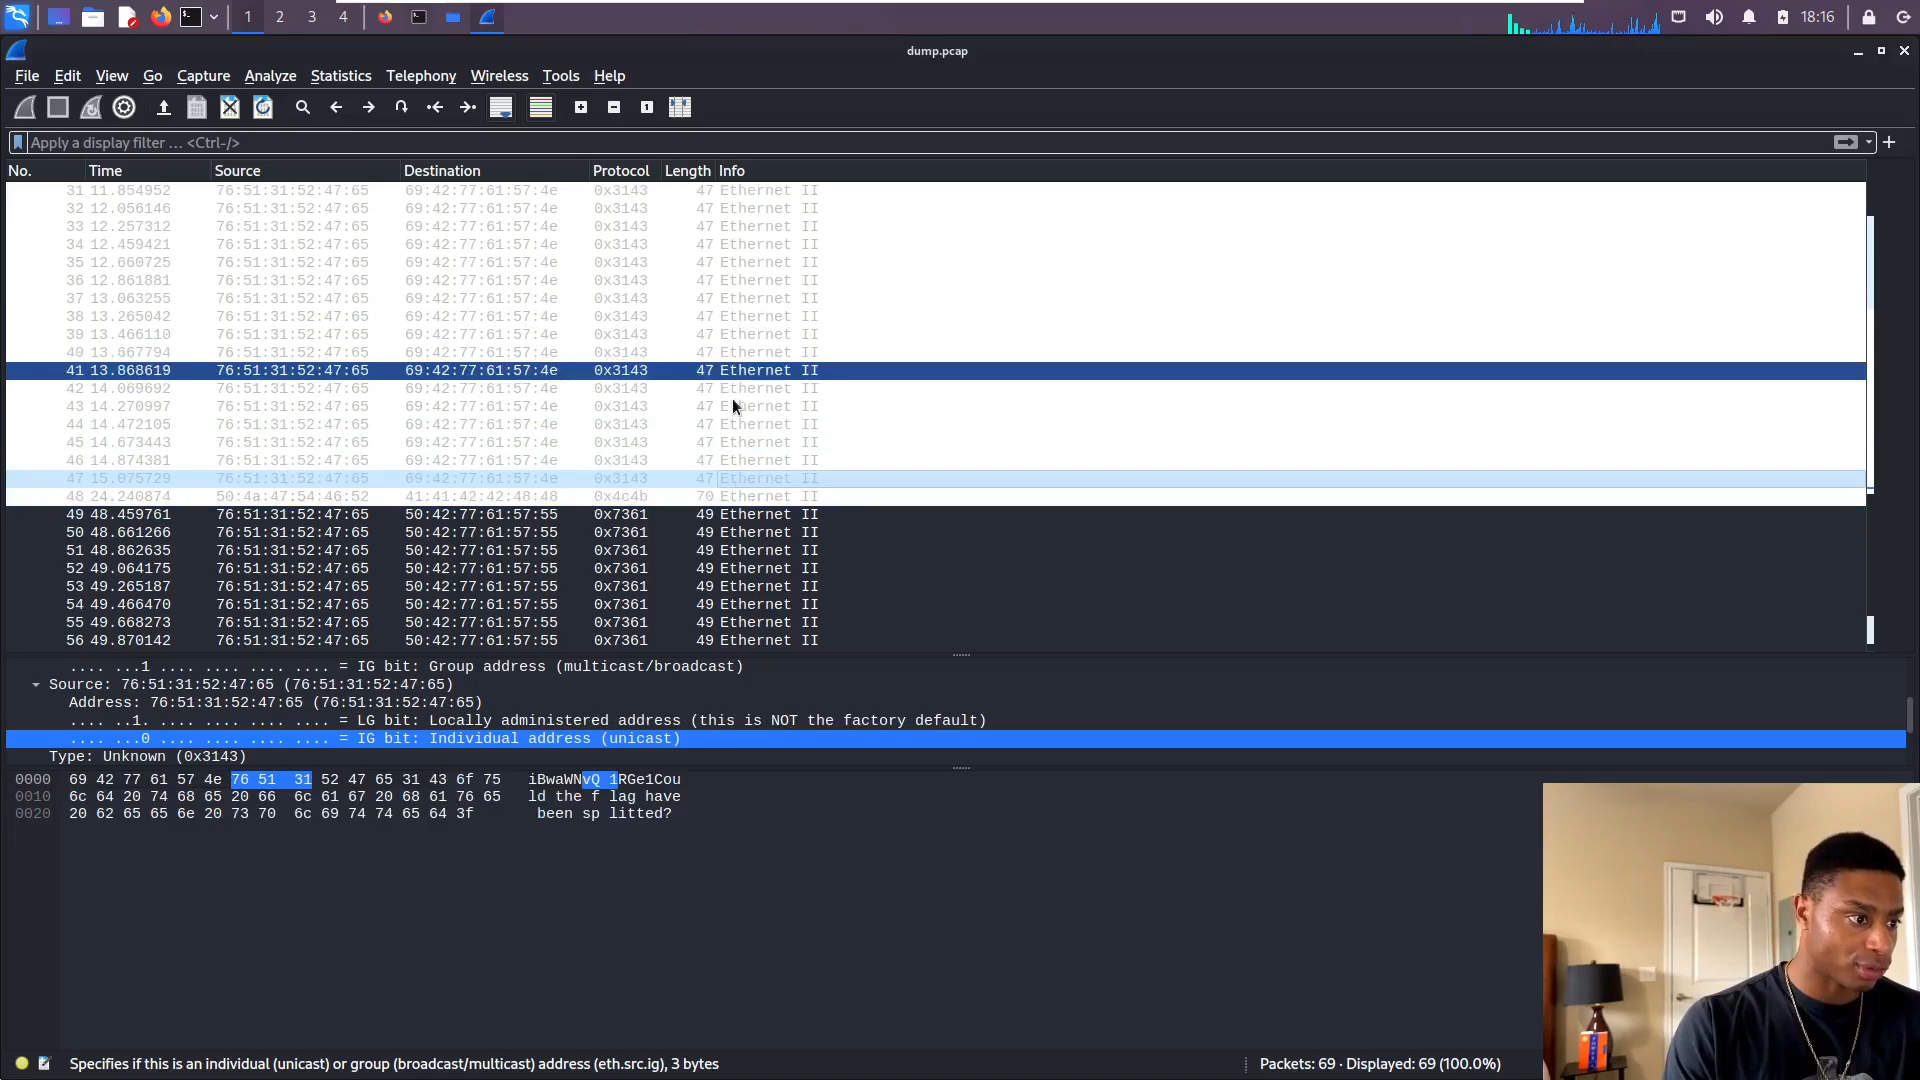 1 2 3 4 18:16
dump.pcap
File Edit View Go Capture Analyze Statistics Telephony Wireless Tools Help
Apply a display filter … <Ctrl-/>
No. Time Source Destination Protocol Length Info
31 11.854952 76:51:31:52:47:65 69:42:77:61:57:4e 0x3143 47 Ethernet II
32 12.056146 76:51:31:52:47:65 69:42:77:61:57:4e 0x3143 47 Ethernet II
33 12.257312 76:51:31:52:47:65 69:42:77:61:57:4e 0x3143 47 Ethernet II
34 12.459421 76:51:31:52:47:65 69:42:77:61:57:4e 0x3143 47 Ethernet II
35 12.660725 76:51:31:52:47:65 69:42:77:61:57:4e 0x3143 47 Ethernet II
36 12.861881 76:51:31:52:47:65 69:42:77:61:57:4e 0x3143 47 Ethernet II
37 13.063255 76:51:31:52:47:65 69:42:77:61:57:4e 0x3143 47 Ethernet II
38 13.265042 76:51:31:52:47:65 69:42:77:61:57:4e 0x3143 47 Ethernet II
39 13.466110 76:51:31:52:47:65 69:42:77:61:57:4e 0x3143 47 Ethernet II
40 13.667794 76:51:31:52:47:65 69:42:77:61:57:4e 0x3143 47 Ethernet II
41 13.868619 76:51:31:52:47:65 69:42:77:61:57:4e 0x3143 47 Ethernet II
42 14.069692 76:51:31:52:47:65 69:42:77:61:57:4e 0x3143 47 Ethernet II
43 14.270997 76:51:31:52:47:65 69:42:77:61:57:4e 0x3143 47 Ethernet II
44 14.472105 76:51:31:52:47:65 69:42:77:61:57:4e 0x3143 47 Ethernet II
45 14.673443 76:51:31:52:47:65 69:42:77:61:57:4e 0x3143 47 Ethernet II
46 14.874381 76:51:31:52:47:65 69:42:77:61:57:4e 0x3143 47 Ethernet II
47 15.075729 76:51:31:52:47:65 69:42:77:61:57:4e 0x3143 47 Ethernet II
48 24.240874 50:4a:47:54:46:52 41:41:42:42:48:48 0x4c4b 70 Ethernet II
49 48.459761 76:51:31:52:47:65 50:42:77:61:57:55 0x7361 49 Ethernet II
50 48.661266 76:51:31:52:47:65 50:42:77:61:57:55 0x7361 49 Ethernet II
51 48.862635 76:51:31:52:47:65 50:42:77:61:57:55 0x7361 49 Ethernet II
52 49.064175 76:51:31:52:47:65 50:42:77:61:57:55 0x7361 49 Ethernet II
53 49.265187 76:51:31:52:47:65 50:42:77:61:57:55 0x7361 49 Ethernet II
54 49.466470 76:51:31:52:47:65 50:42:77:61:57:55 0x7361 49 Ethernet II
55 49.668273 76:51:31:52:47:65 50:42:77:61:57:55 0x7361 49 Ethernet II
56 49.870142 76:51:31:52:47:65 50:42:77:61:57:55 0x7361 49 Ethernet II
.... ...1 .... .... .... .... = IG bit: Group address (multicast/broadcast)
Source: 76:51:31:52:47:65 (76:51:31:52:47:65)
Address: 76:51:31:52:47:65 (76:51:31:52:47:65)
.... ..1. .... .... .... .... = LG bit: Locally administered address (this is NOT the factory default)
.... ...0 .... .... .... .... = IG bit: Individual address (unicast)
Type: Unknown (0x3143)
0000 69 42 77 61 57 4e 76 51 31 52 47 65 31 43 6f 75 iBwaWNvQ 1RGe1Cou
0010 6c 64 20 74 68 65 20 66 6c 61 67 20 68 61 76 65 ld the f lag have
0020 20 62 65 65 6e 20 73 70 6c 69 74 74 65 64 3f been sp litted?
Specifies if this is an individual (unicast) or group (broadcast/multicast) address (eth.src.ig), 3 bytes Packets: 69 · Displayed: 69 (100.0%)